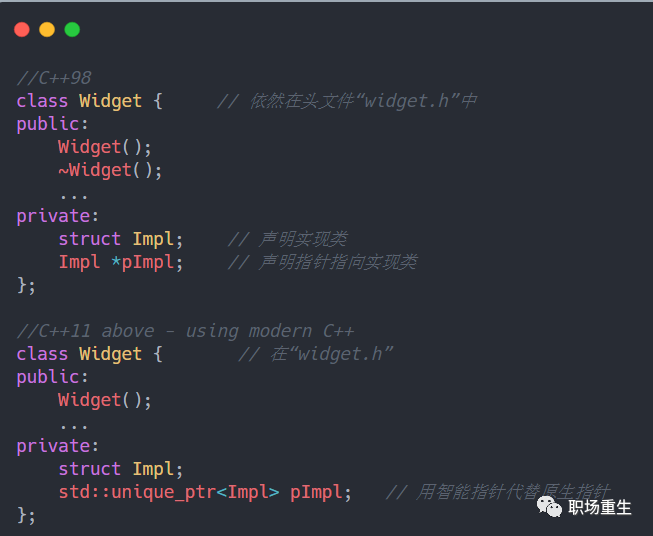 //C++98
class Widget {     // 依然在头文件“widget.h”中
public:
    Widget();
    ~Widget();
    ...
private:
    struct Impl;    // 声明实现类
    Impl *pImpl;    // 声明指针指向实现类
};

//C++11 above - using modern C++
class Widget {       // 在“widget.h”
public:
    Widget();
    ...
private:
    struct Impl;
    std::unique_ptr<Impl> pImpl;   // 用智能指针代替原生指针
};
职场重生